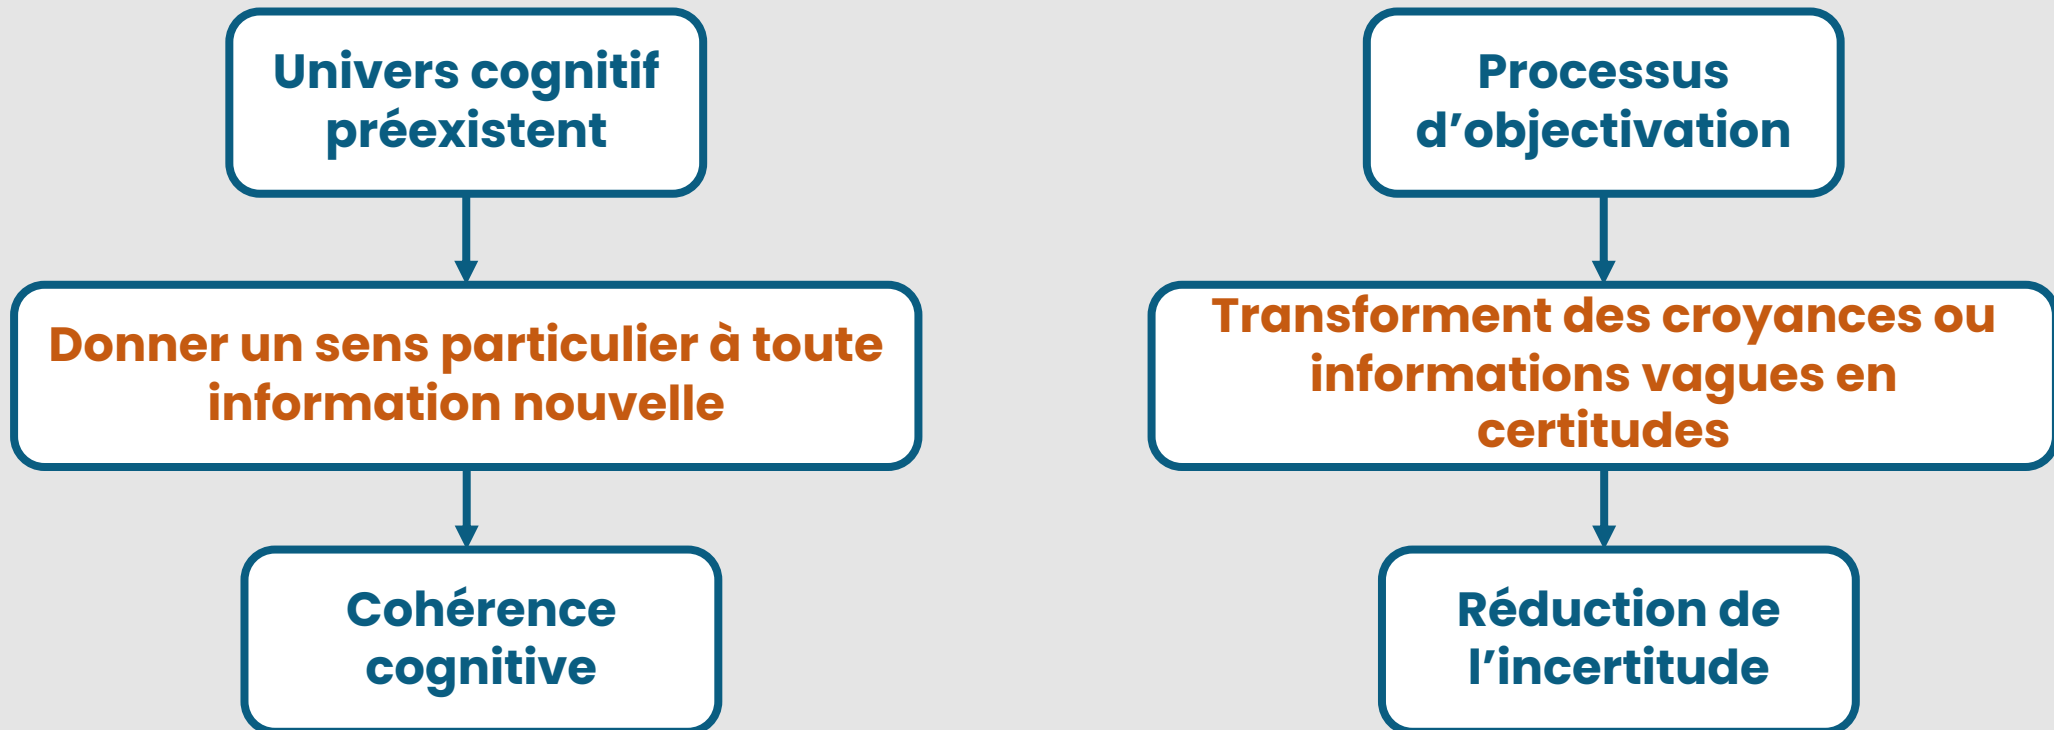 Univers cognitif
préexistent
Donner un sens particulier à toute
information nouvelle
Cohérence
cognitive
Processus
d’objectivation
Transforment des croyances ou
informations vagues en
certitudes
Réduction de
l’incertitude